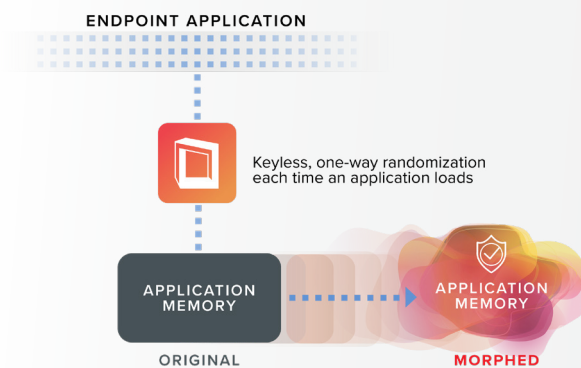 ENDPOINT APPLICATION
Keyless, one-way randomization
each time an application loads
APPLICATION
MEMORY
APPLICATION
MEMORY
ORIGINAL
MORPHED